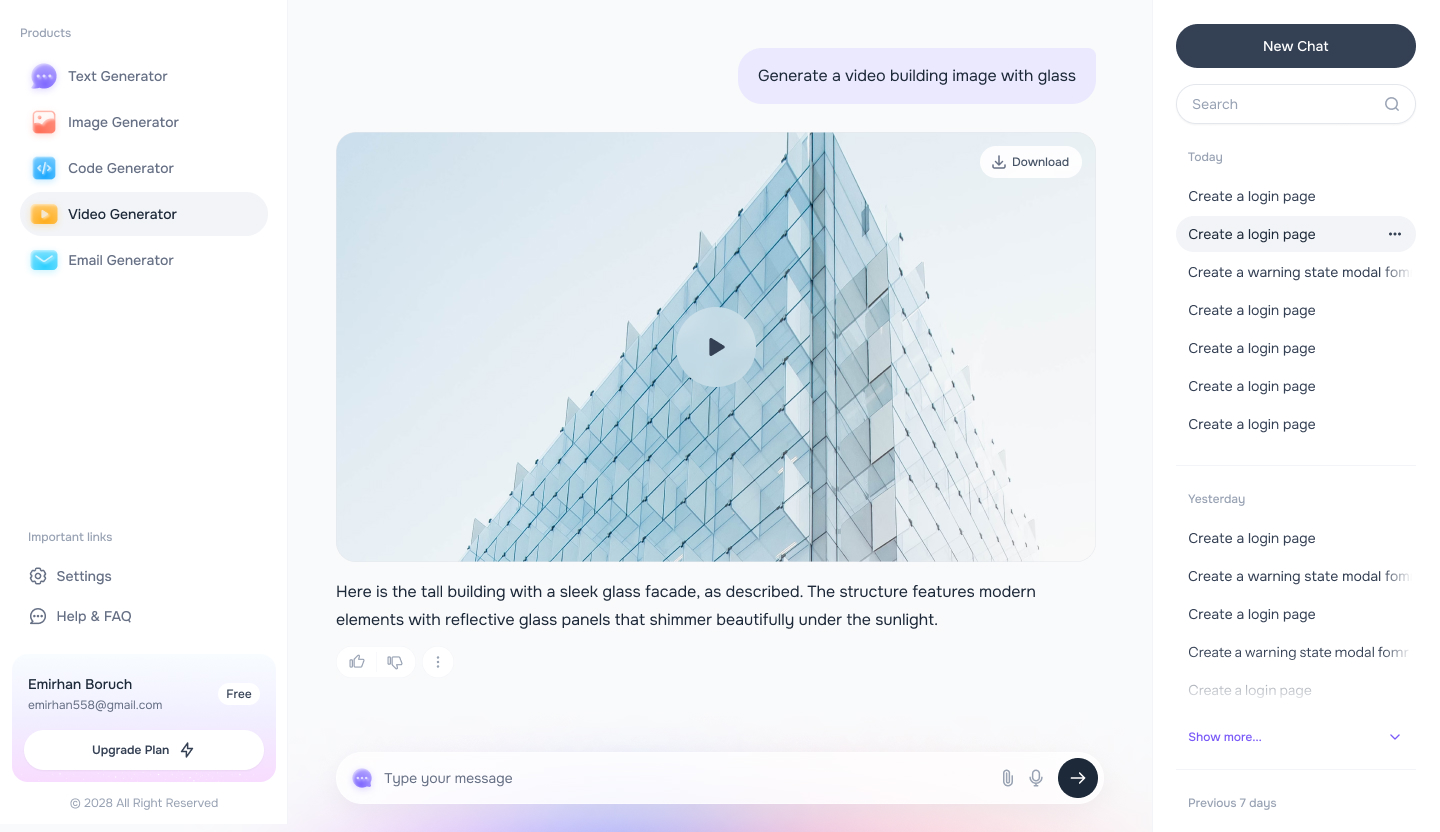 Products
Text Generator
Image Generator
Code Generator
Video Generator
Email Generator
Important links
Settings
Help & FAQ
Emirhan Boruch
emirhan558@gmail.com
Free
Upgrade Plan
© 2028 All Right Reserved
Generate a video building image with glass
Download
Here is the tall building with a sleek glass facade, as described. The structure features modern
elements with reflective glass panels that shimmer beautifully under the sunlight.
Type your message
New Chat
Search
Today
Create a login page
Create a login page
Create a warning state modal fom
Create a login page
Create a login page
Create a login page
Create a login page
Yesterday
Create a login page
Create a warning state modal fom
Create a login page
Create a warning state modal fom
Create a login page
Show more...
Previous 7 days